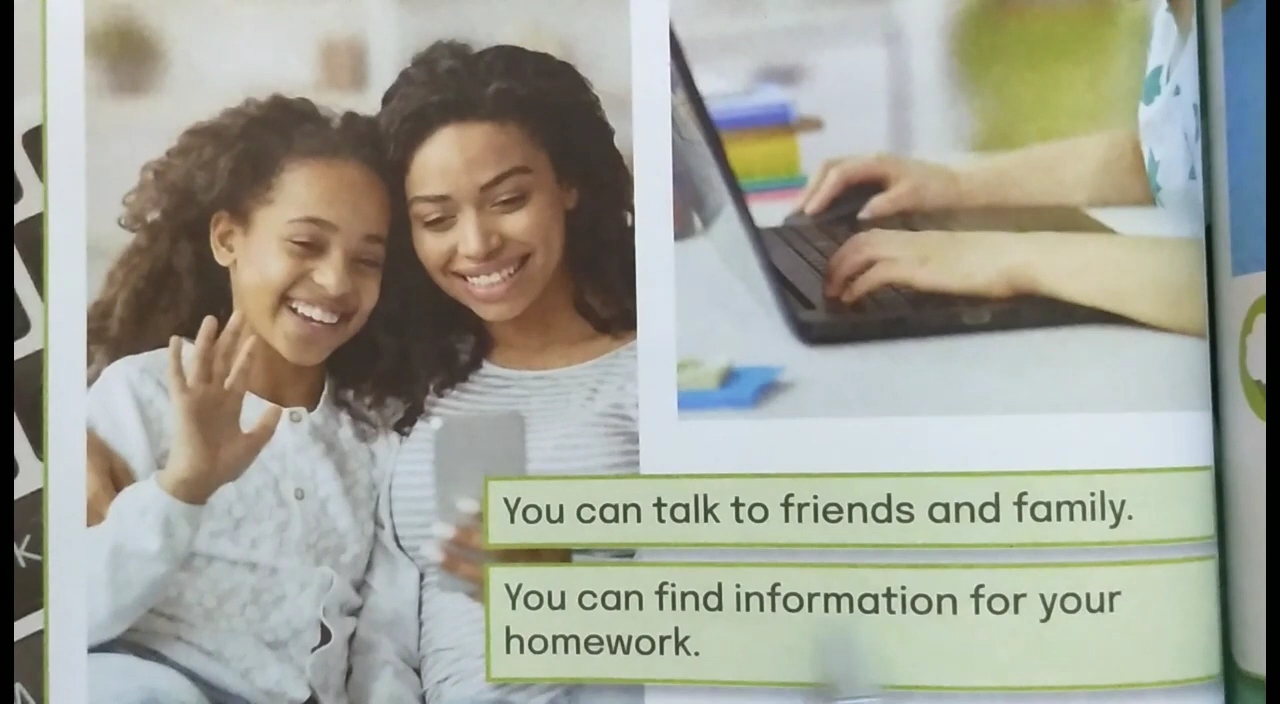 You can talk to friends and family.
You can find information for your
homework.
K